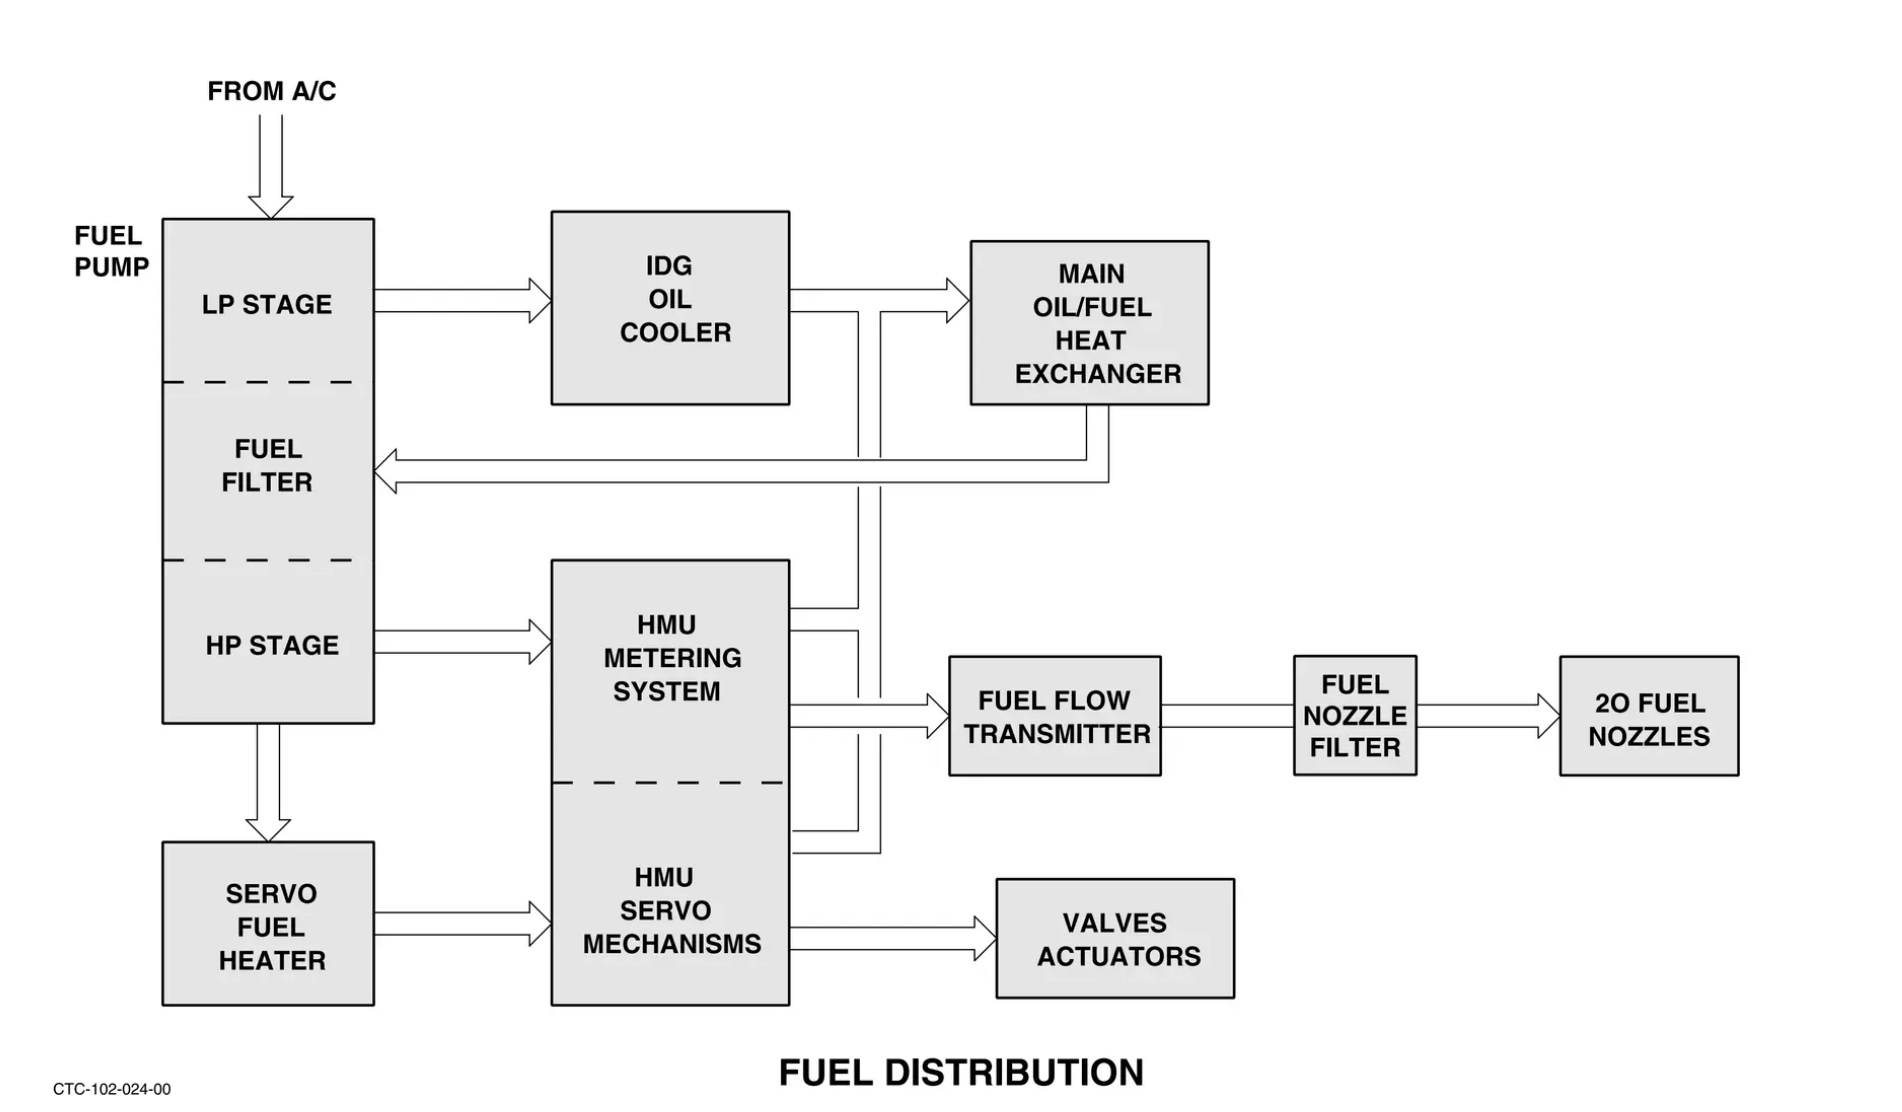 FROM A/C
FUEL
PUMP
LP STAGE
FUEL
FILTER
HP STAGE
IDG
OIL
COOLER
MAIN
OIL/FUEL
HEAT
EXCHANGER
HMU
METERING
SYSTEM
FUEL FLOW
TRANSMITTER
FUEL
NOZZLE
FILTER
2O FUEL
NOZZLES
SERVO
FUEL
HEATER
HMU
SERVO
MECHANISMS
VALVES
ACTUATORS
FUEL DISTRIBUTION
CTC-102-024-00